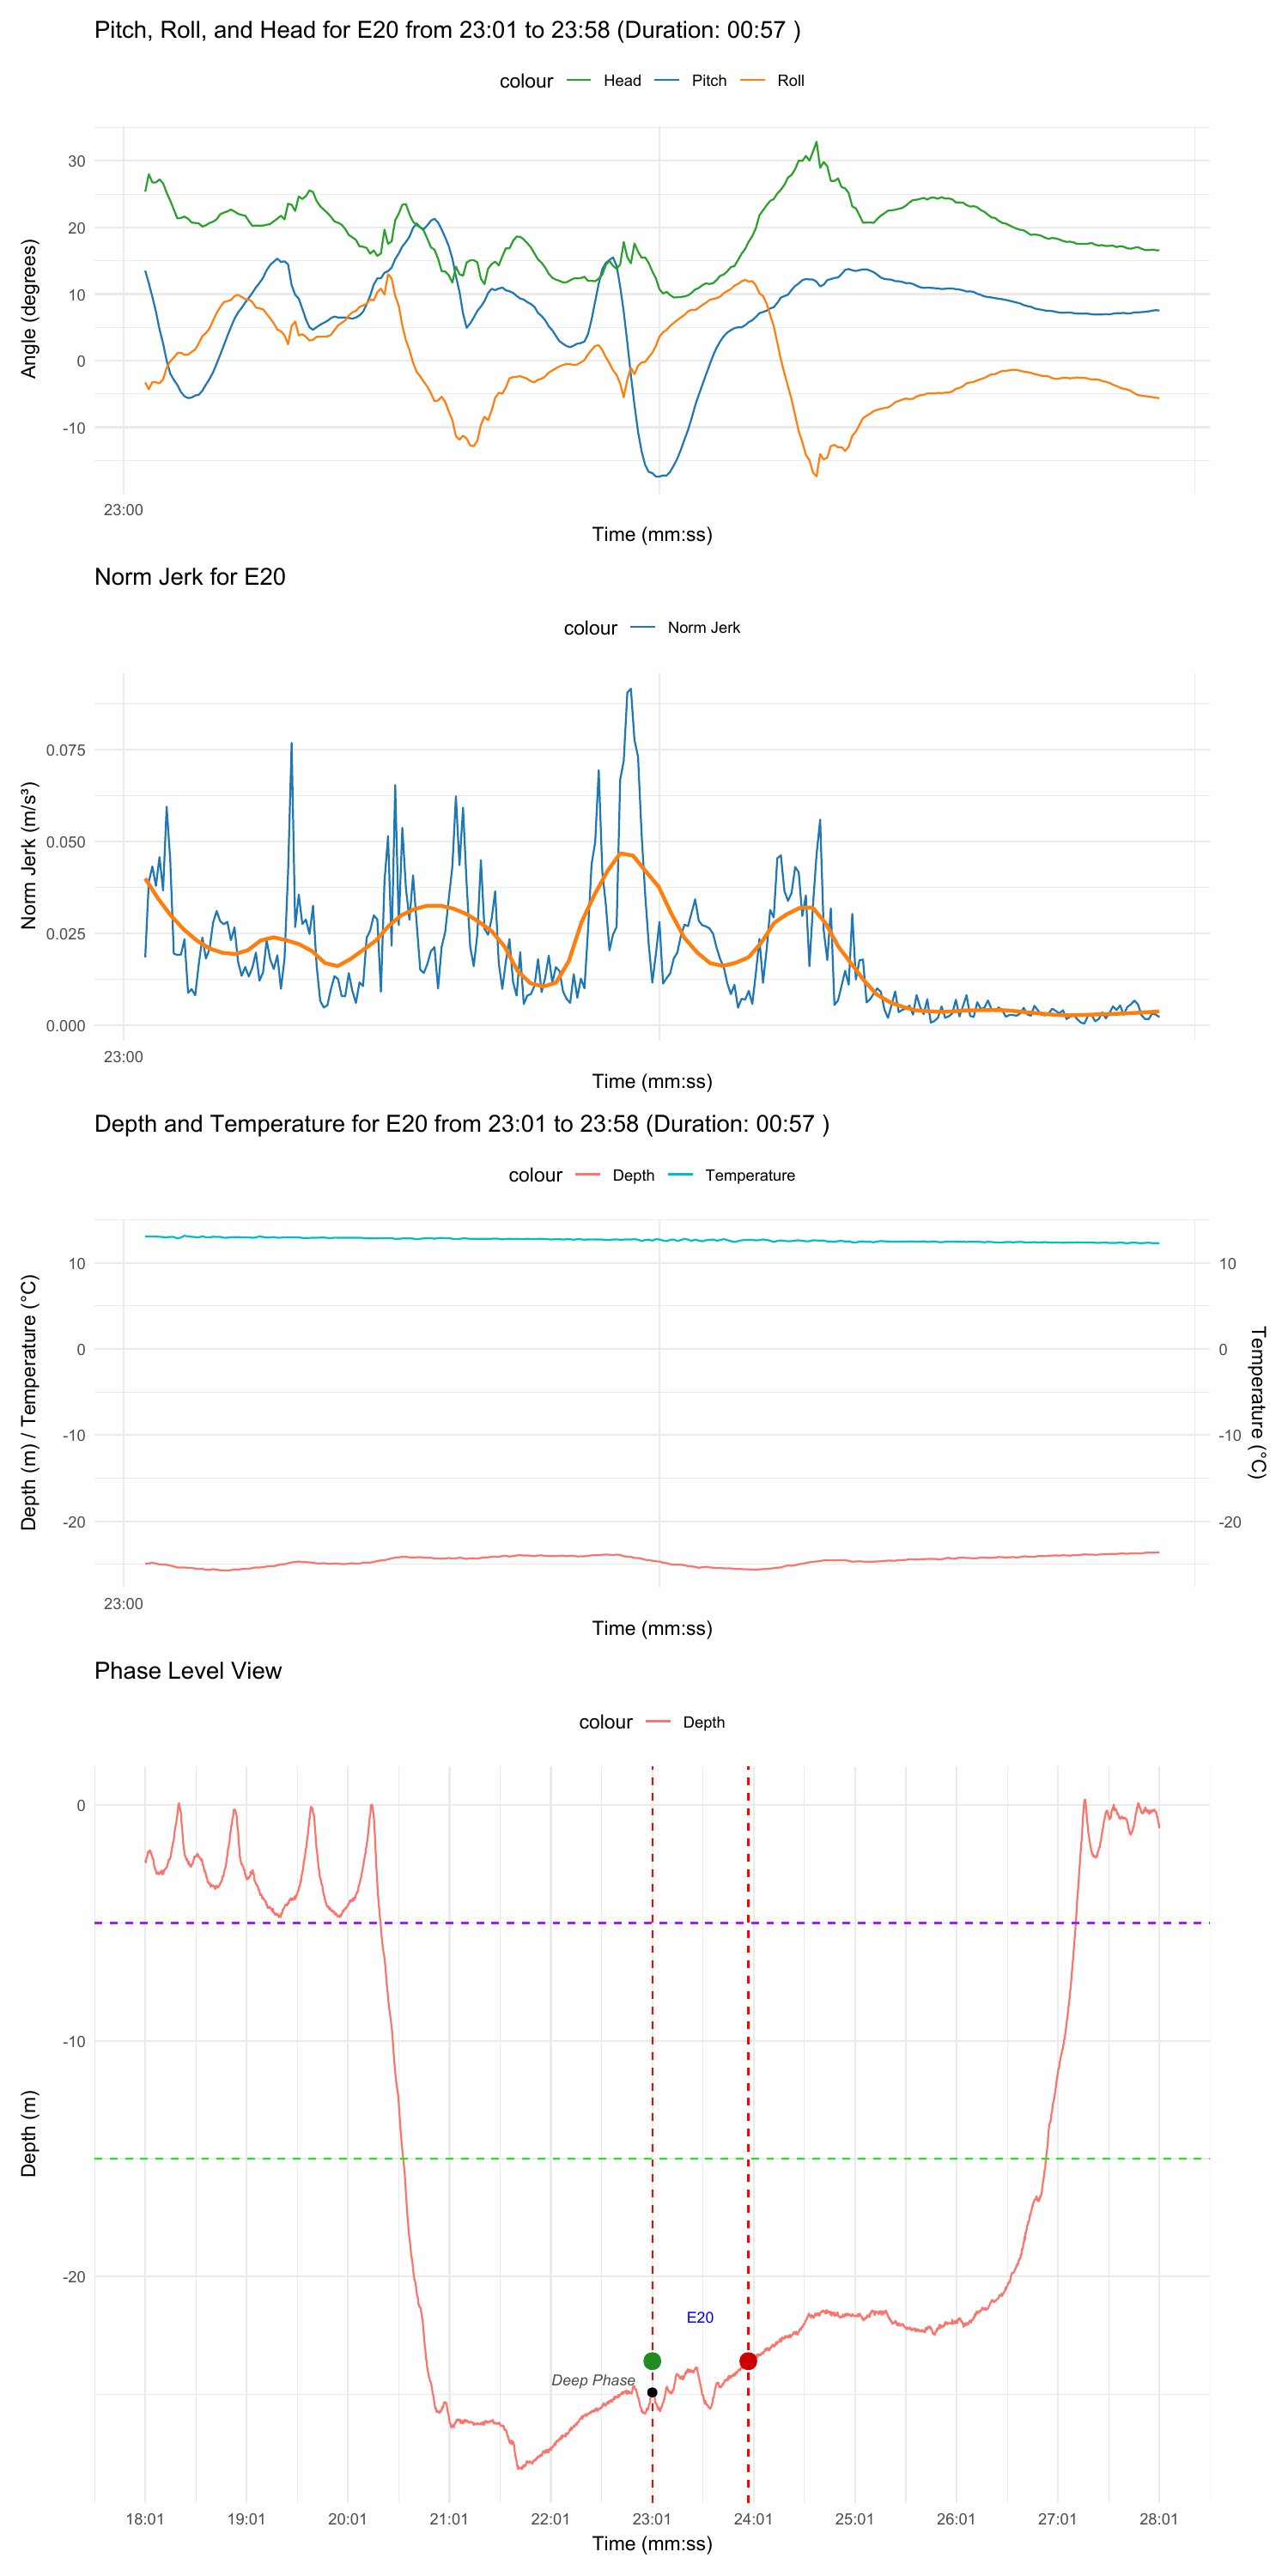 Pitch, Roll, and Head for E20 from 23:01 to 23:58 (Duration: 00:57 )
colour Head Pitch Roll
30
20
10
0
-10
Angle (degrees)
23:00
Time (mm:ss)
Norm Jerk for E20
colour Norm Jerk
0.075
0.050
0.025
0.000
Norm Jerk (m/s³)
23:00
Time (mm:ss)
Depth and Temperature for E20 from 23:01 to 23:58 (Duration: 00:57 )
colour Depth Temperature
10 10
0 0
-10 -10
-20 -20
Depth (m) / Temperature (°C)
Temperature (°C)
23:00
Time (mm:ss)
Phase Level View
colour Depth
0
-10
-20
Depth (m)
E20
Deep Phase
18:01 19:01 20:01 21:01 22:01 23:01 24:01 25:01 26:01 27:01 28:01
Time (mm:ss)